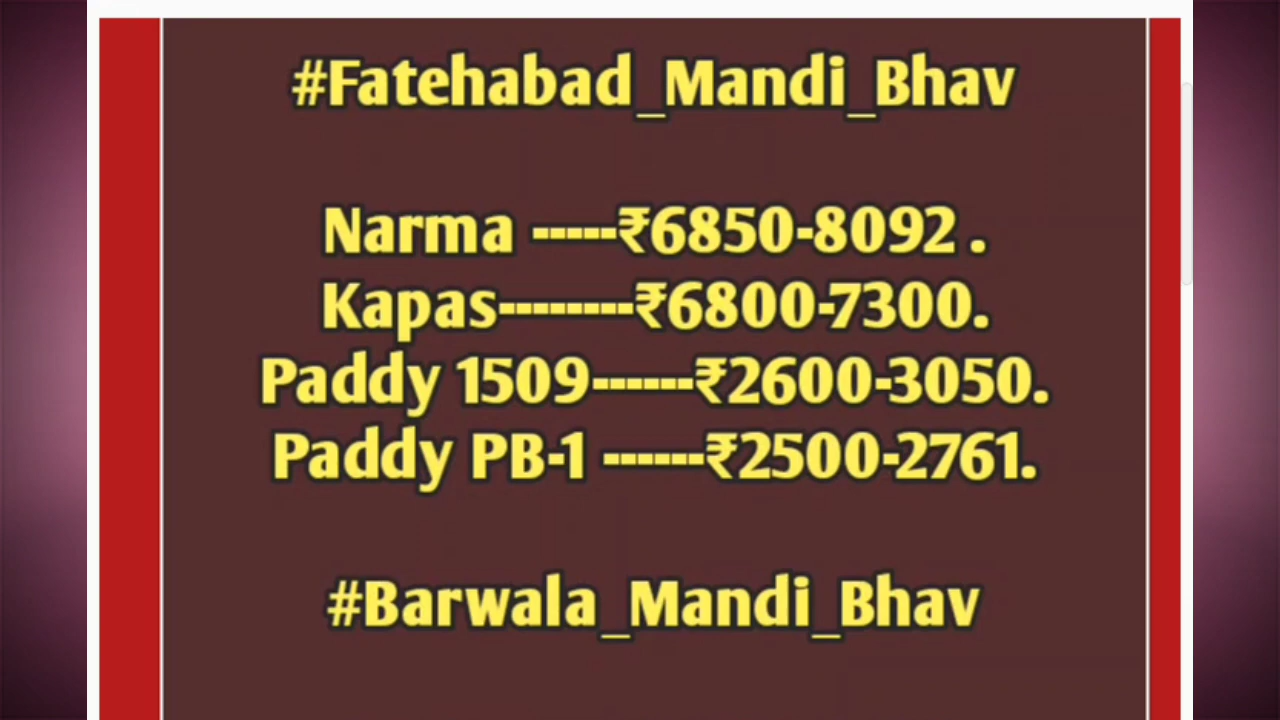 #Fatehabad_Mandi_Bhav
Narma -----₹6850-8092 .
Kapas--------₹6800-7300.
Paddy 1509------₹2600-3050.
Paddy PB-1 ------₹2500-2761.
#Barwala_Mandi_Bhav